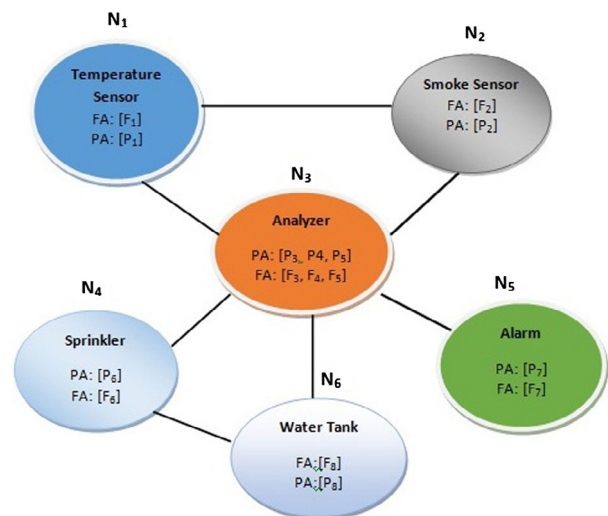 N₁
N₂
Temperature
Sensor
FA: [F₁]
PA: [P₁]
Smoke Sensor
FA: [F₂]
PA: [P₂]
N₃
Analyzer
PA: [P₃, P4, P₅]
FA: [F₃, F₄, F₅]
N₄
Sprinkler
PA: [P₆]
FA: [F₆]
N₅
Alarm
PA: [P₇]
FA: [F₇]
N₆
Water Tank
FA:[F₈]
PA:[P₈]